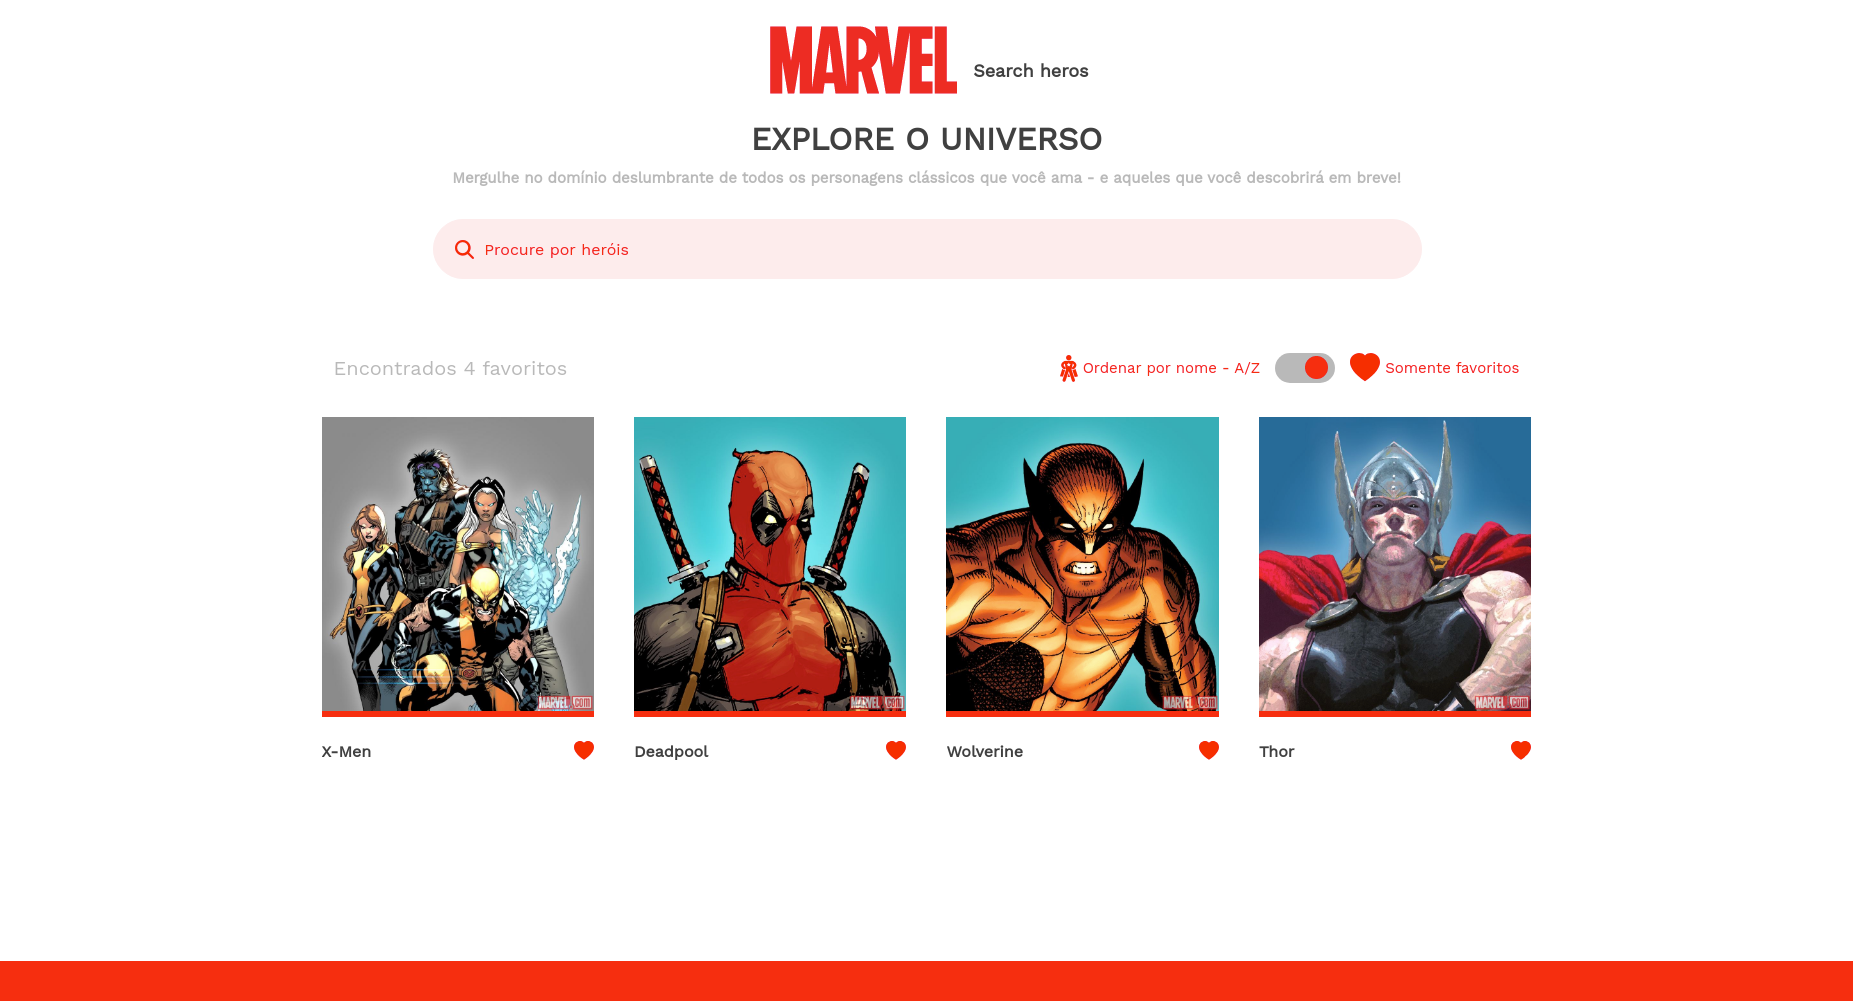 MARVEL Search heros
EXPLORE O UNIVERSO
Mergulhe no domínio deslumbrante de todos os personagens clássicos que você ama - e aqueles que você descobrirá em breve!
Procure por heróis
Encontrados 4 favoritos
Ordenar por nome - A/Z
Somente favoritos
MARVEL.com
MARVEL.com
MARVEL.com
MARVEL.com
X-Men
Deadpool
Wolverine
Thor